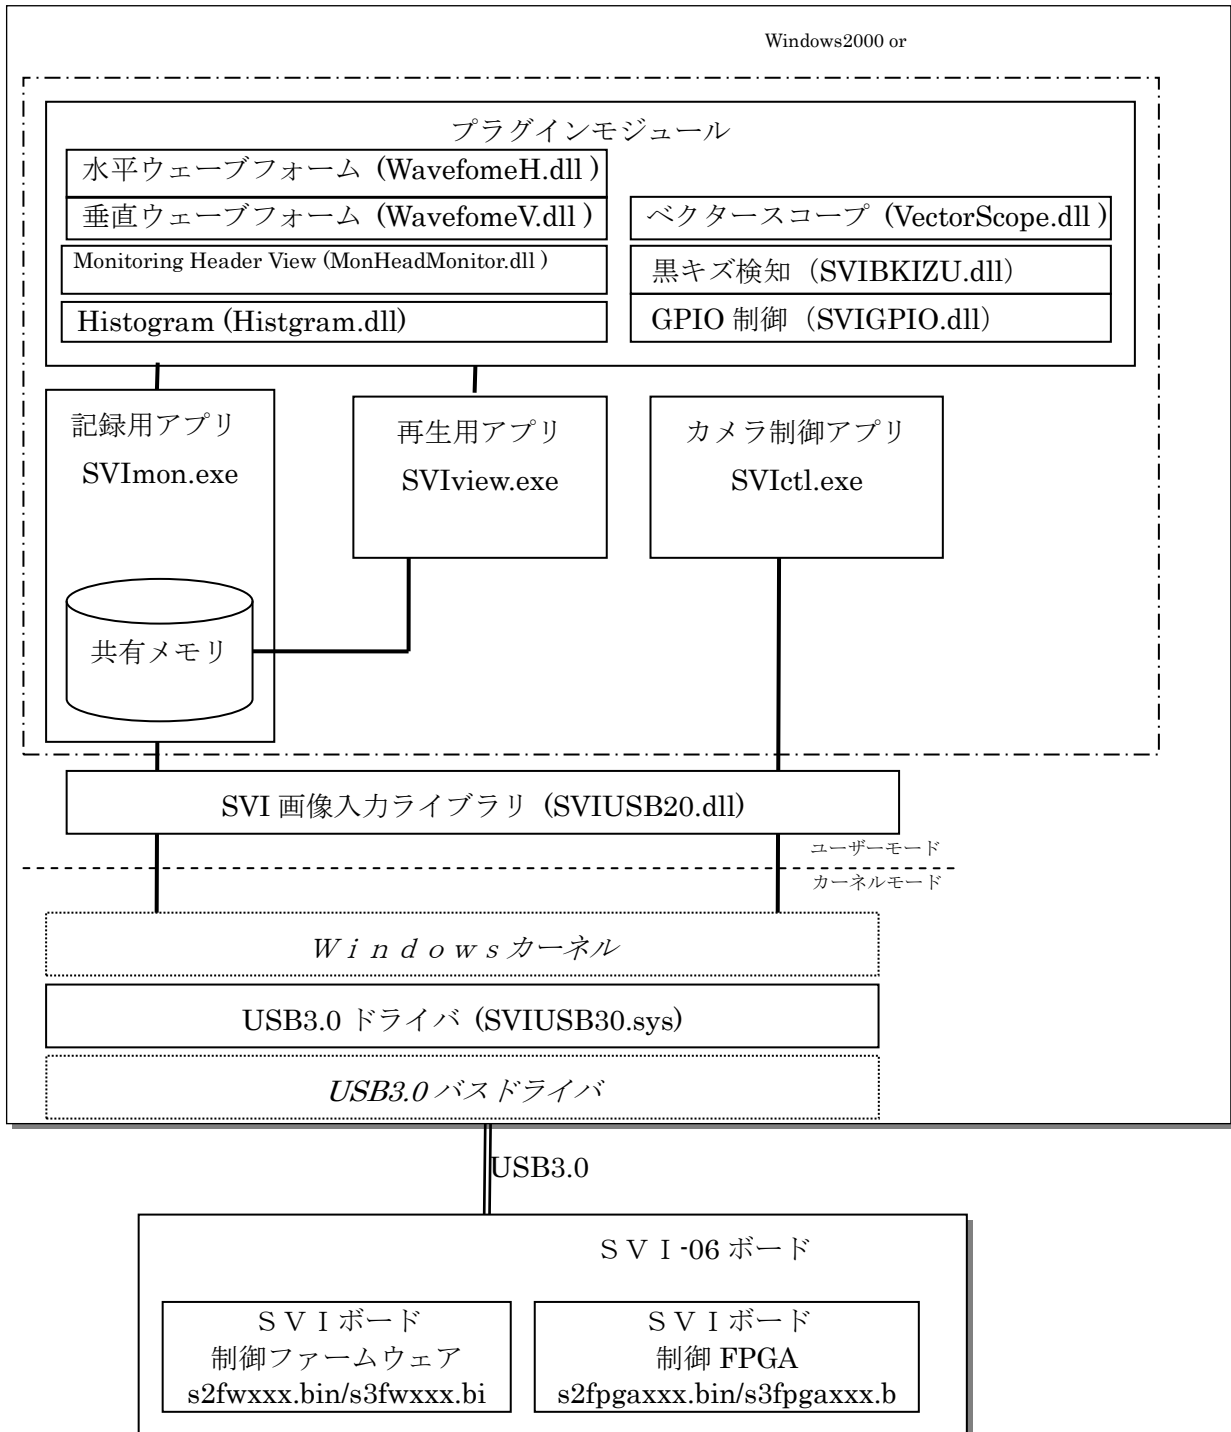 Windows2000 or
プラグインモジュール
水平ウェーブフォーム (WavefomeH.dll )
垂直ウェーブフォーム (WavefomeV.dll )
Monitoring Header View (MonHeadMonitor.dll )
Histogram (Histgram.dll)
ベクタースコープ (VectorScope.dll )
黒キズ検知（SVIBKIZU.dll）
GPIO 制御（SVIGPIO.dll）
記録用アプリ
SVImon.exe
再生用アプリ
SVIview.exe
カメラ制御アプリ
SVIctl.exe
共有メモリ
SVI 画像入力ライブラリ (SVIUSB20.dll)
ユーザーモード
カーネルモード
Ｗｉｎｄｏｗｓカーネル
USB3.0 ドライバ (SVIUSB30.sys)
USB3.0 バスドライバ
USB3.0
ＳＶＩ-06 ボード
ＳＶＩボード
制御ファームウェア
s2fwxxx.bin/s3fwxxx.bi
ＳＶＩボード
制御 FPGA
s2fpgaxxx.bin/s3fpgaxxx.b